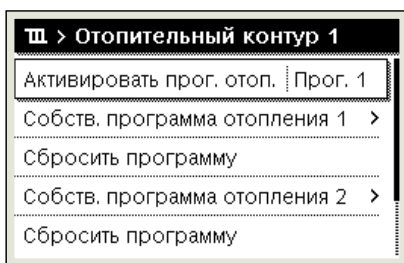 > Отопительный контур 1
Активировать прог. отоп. Прог. 1
Собств. программа отопления 1 >
Сбросить программу
Собств. программа отопления 2 >
Сбросить программу